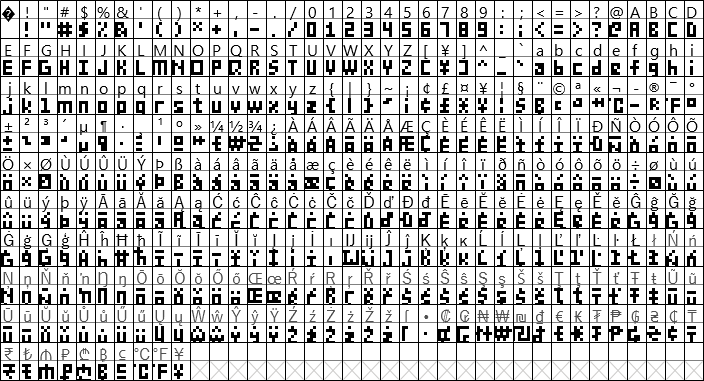 � ! " # $ % & ' ( ) * + , - . / 0 1 2 3 4 5 6 7 8 9 : ; < = > ? @ A B C D
E F G H I J K L M N O P Q R S T U V W X Y Z [ ¥ ] ^ _ ` a b c d e f g h i
j k l m n o p q r s t u v w x y z { | } ~ ¡ ¢ £ ¤ ¥ ¦ § ¨ © ª « ¬ - ® ¯ °
± ² ³ ´ µ ¶ · ¸ ¹ º » ¼ ½ ¾ ¿ À Á Â Ã Ä Å Æ Ç È É Ê Ë Ì Í Î Ï Ð Ñ Ò Ó Ô Õ
Ö × Ø Ù Ú Û Ü Ý Þ ß à á â ã ä å æ ç è é ê ë ì í î ï ð ñ ò ó ô õ ö ÷ ø ù ú
û ü ý þ ÿ Ā ā Ă ă Ą ą Ć ć Ĉ ĉ Ċ ċ Č č Ď ď Đ đ Ē ē Ĕ ĕ Ė ė Ę ę Ě ě Ĝ ĝ Ğ ğ
Ġ ġ Ģ ģ Ĥ ĥ Ħ ħ Ĩ ĩ Ī ī Ĭ ĭ Į į İ ı Ĳ ĳ Ĵ ĵ Ķ ķ ĸ Ĺ ĺ Ļ ļ Ľ ľ Ŀ ŀ Ł ł Ń ń
Ņ ņ Ň ň ŉ Ŋ ŋ Ō ō Ŏ ŏ Ő ő Œ œ Ŕ ŕ Ŗ ŗ Ř ř Ś ś Ŝ ŝ Ş ş Š š Ţ ţ Ť ť Ŧ ŧ Ũ ũ
Ū ū Ŭ ŭ Ů ů Ű ű Ų ų Ŵ ŵ Ŷ ŷ Ÿ Ź ź Ż ż Ž ž ſ • ₢ ₲ ₦ ₩ ₪ ₫ € ₭ ₮ ₱ ₲ ₴ ₵ ₸
₹ ₺ ₼ ₽ ₾ ฿ ℃ ℉ ¥